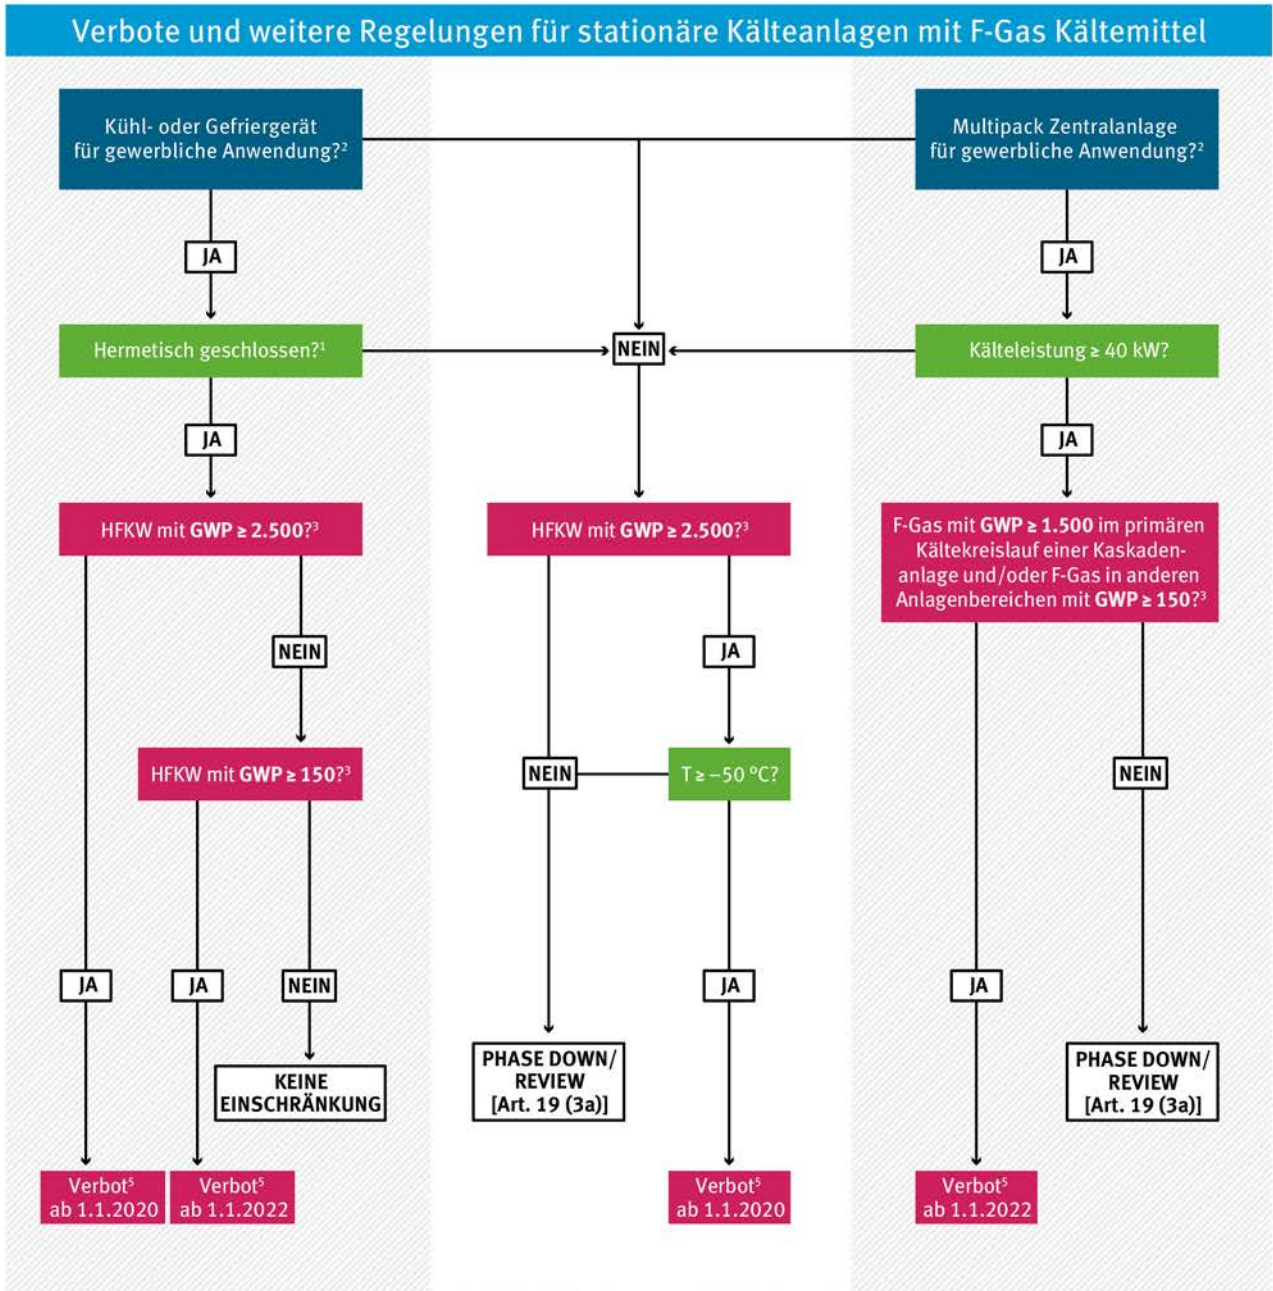 Verbote und weitere Regelungen für stationäre Kälteanlagen mit F-Gas Kältemittel
Kühl- oder Gefriergerät
für gewerbliche Anwendung?²
Multipack Zentralanlage
für gewerbliche Anwendung?²
JA
JA
Hermetisch geschlossen?¹
NEIN
Kälteleistung ≥ 40 kW?
JA
JA
HFKW mit GWP ≥ 2.500?³
HFKW mit GWP ≥ 2.500?³
F-Gas mit GWP ≥ 1.500 im primären
Kältekreislauf einer Kaskaden-
anlage und/oder F-Gas in anderen
Anlagenbereichen mit GWP ≥ 150?³
NEIN
JA
HFKW mit GWP ≥ 150?³
NEIN
T ≥ −50 °C?
NEIN
JA
JA
NEIN
JA
JA
KEINE
EINSCHRÄNKUNG
PHASE DOWN/
REVIEW
[Art. 19 (3a)]
PHASE DOWN/
REVIEW
[Art. 19 (3a)]
Verbot⁵
ab 1.1.2020
Verbot⁵
ab 1.1.2022
Verbot⁵
ab 1.1.2020
Verbot⁵
ab 1.1.2022